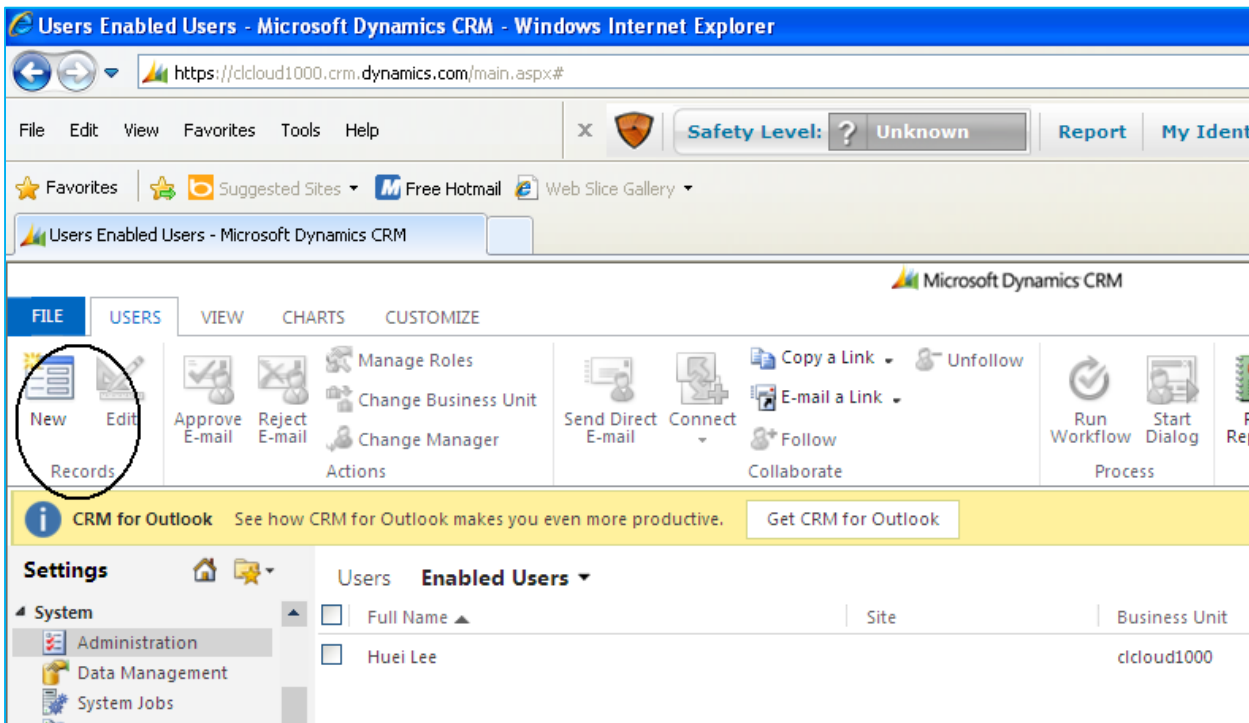 Users Enabled Users - Microsoft Dynamics CRM - Windows Internet Explorer
https://clcloud1000.crm.dynamics.com/main.aspx#
File Edit View Favorites Tools Help X Safety Level: ? Unknown Report My Ident
Favorites Suggested Sites Free Hotmail Web Slice Gallery
Users Enabled Users - Microsoft Dynamics CRM
Microsoft Dynamics CRM
FILE USERS VIEW CHARTS CUSTOMIZE
New Edit
Records
Approve E-mail
Reject E-mail
Manage Roles
Change Business Unit
Change Manager
Actions
Send Direct E-mail
Connect
Copy a Link
E-mail a Link
Follow
Unfollow
Collaborate
Run Workflow
Start Dialog
Process
CRM for Outlook See how CRM for Outlook makes you even more productive. Get CRM for Outlook
Settings
System
Administration
Data Management
System Jobs
Users Enabled Users
Full Name Site Business Unit
Huei Lee clcloud1000